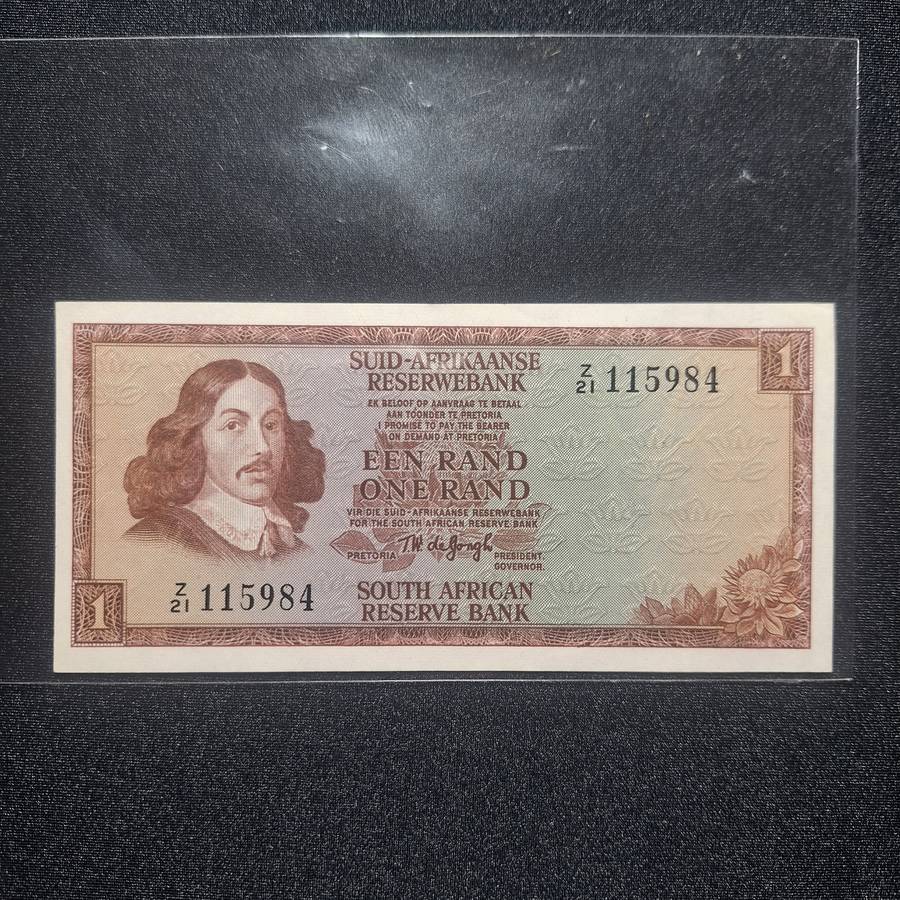 1
SUID-AFRIKAANSE
RESERWEBANK
Z/21 115984
EK BELOOF OP AANVRAAG TE BETAAL
AAN TOONDER TE PRETORIA
I PROMISE TO PAY THE BEARER
ON DEMAND AT PRETORIA
EEN RAND
ONE RAND
VIR DIE SUID-AFRIKAANSE RESERWEBANK
FOR THE SOUTH AFRICAN RESERVE BANK
PRETORIA T.W. de Jongh PRESIDENT.
GOVERNOR.
Z/21 115984
SOUTH AFRICAN
RESERVE BANK
1